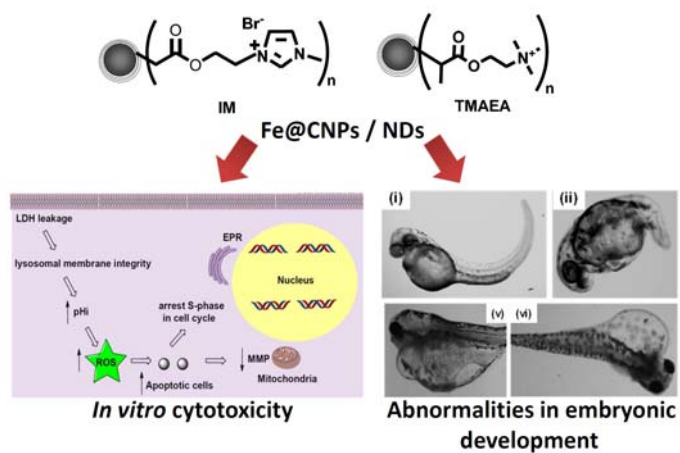 Br-
O
O
N
+
N
n
IM
O
O
N+•
n
TMAEA
Fe@CNPs / NDs
LDH leakage
lysosomal membrane integrity
pHi
ROS
Apoptotic cells
arrest S-phase
in cell cycle
EPR
Nucleus
MMP
Mitochondria
In vitro cytotoxicity
(i)
(ii)
(v)
(vi)
Abnormalities in embryonic
development